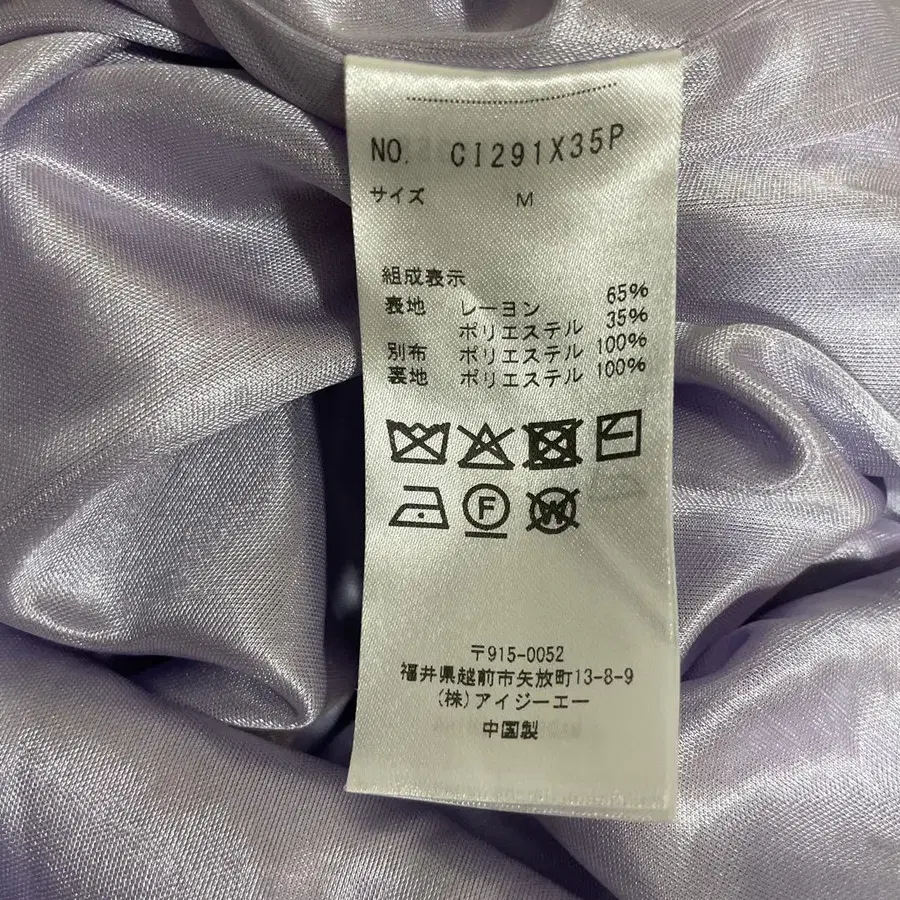 NO. CI291X35P
サイズ M
組成表示
表地 レーヨン 65%
ポリエステル 35%
別布 ポリエステル 100%
裏地 ポリエステル 100%
F W
〒915-0052
福井県越前市矢放町13-8-9
(株)アイジーエー
中国製